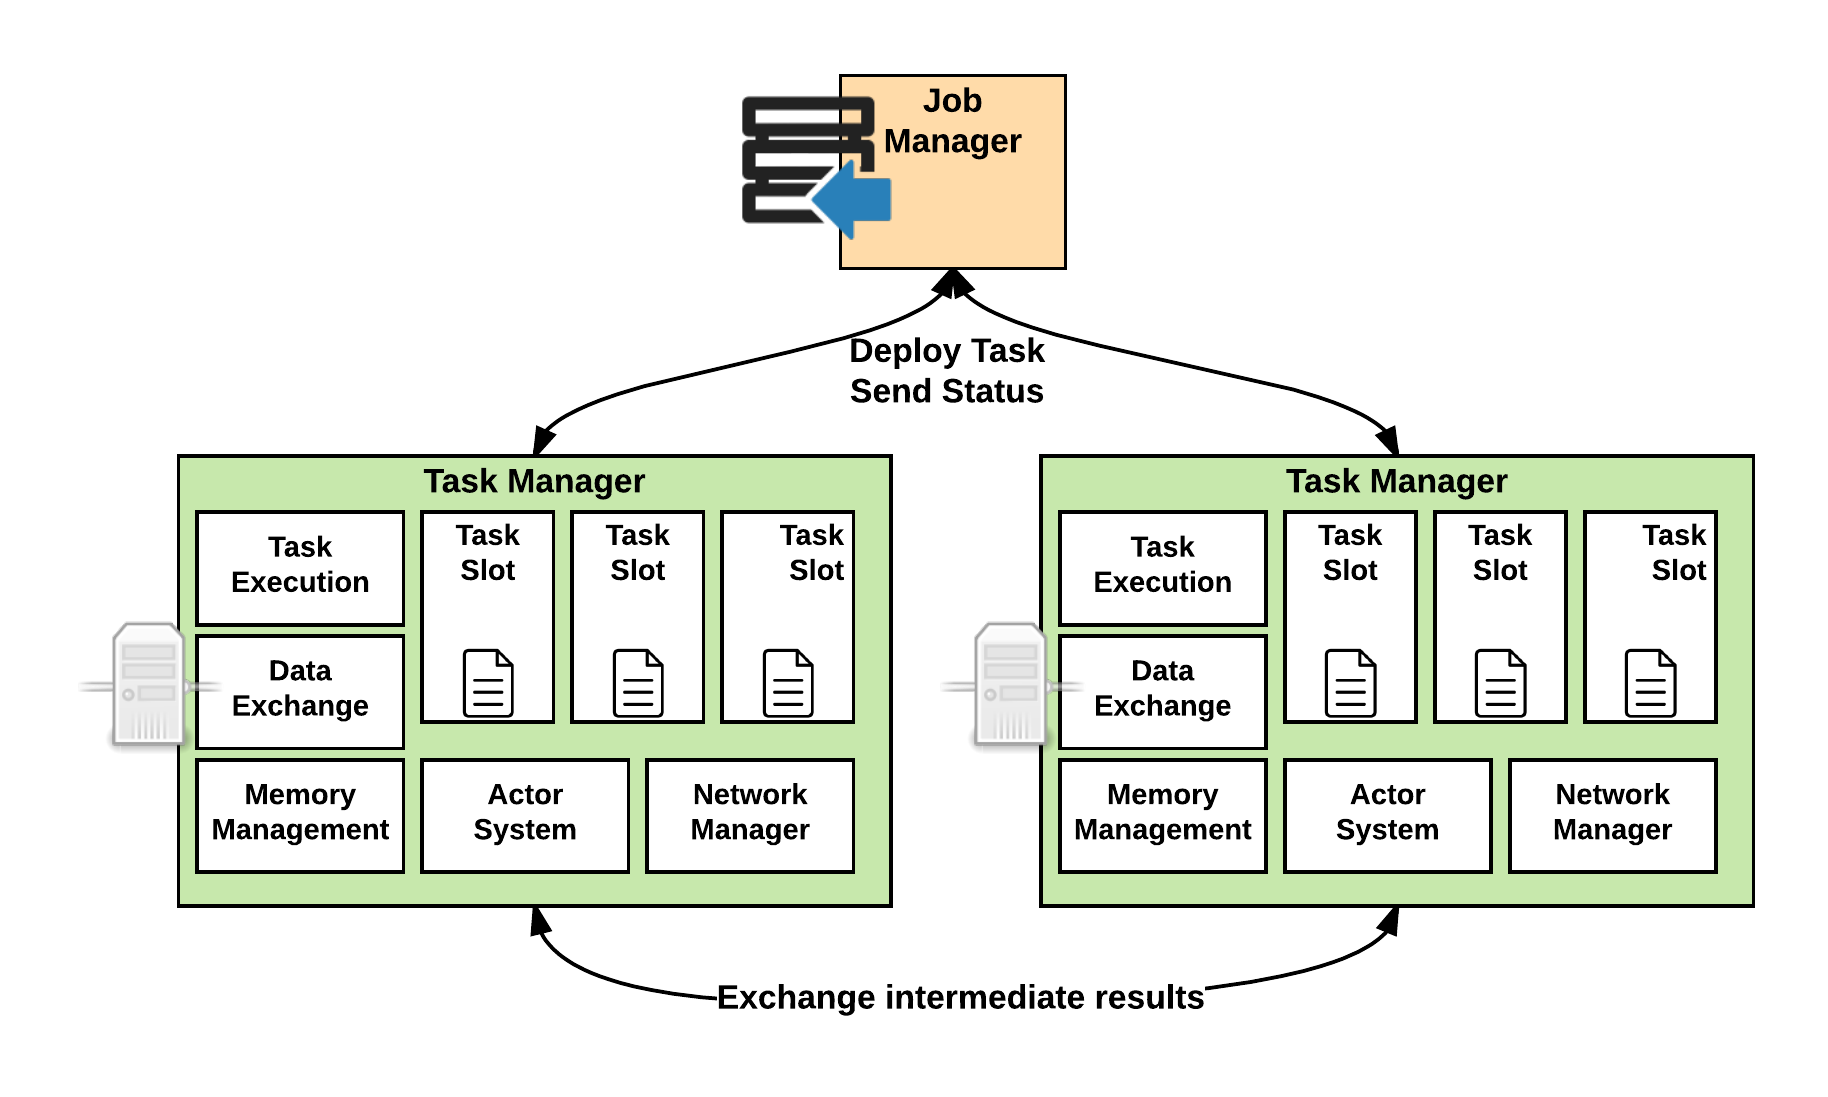 Job
Manager
Deploy Task
Send Status
Task Manager
Task
Execution
Task
Slot
Task
Slot
Task
Slot
Data
Exchange
Memory
Management
Actor
System
Network
Manager
Task Manager
Task
Execution
Task
Slot
Task
Slot
Task
Slot
Data
Exchange
Memory
Management
Actor
System
Network
Manager
Exchange intermediate results